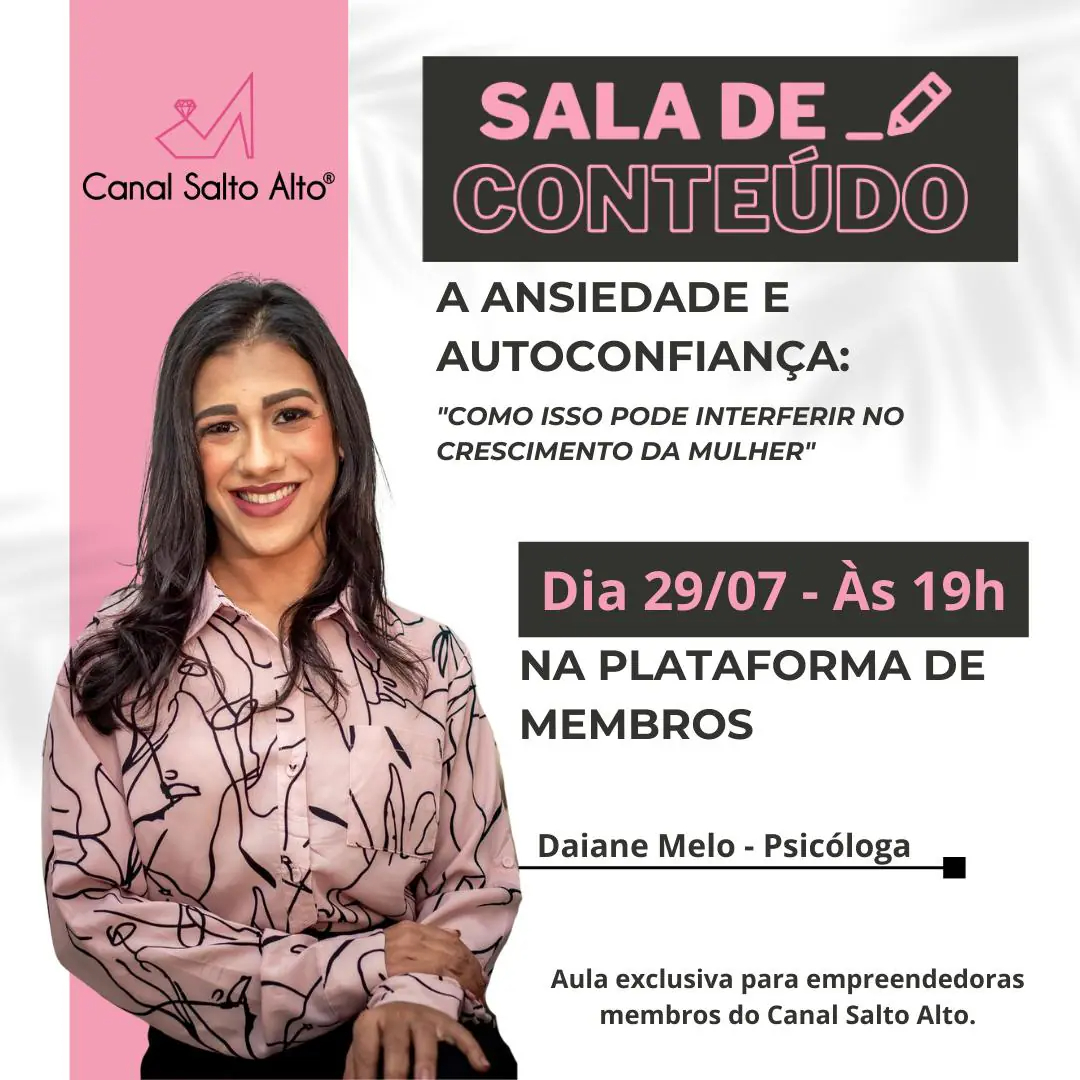 Canal Salto Alto®
SALA DE _
CONTEÚDO
A ANSIEDADE E
AUTOCONFIANÇA:
"COMO ISSO PODE INTERFERIR NO
CRESCIMENTO DA MULHER"
Dia 29/07 - Às 19h
NA PLATAFORMA DE
MEMBROS
Daiane Melo - Psicóloga
Aula exclusiva para empreendedoras
membros do Canal Salto Alto.